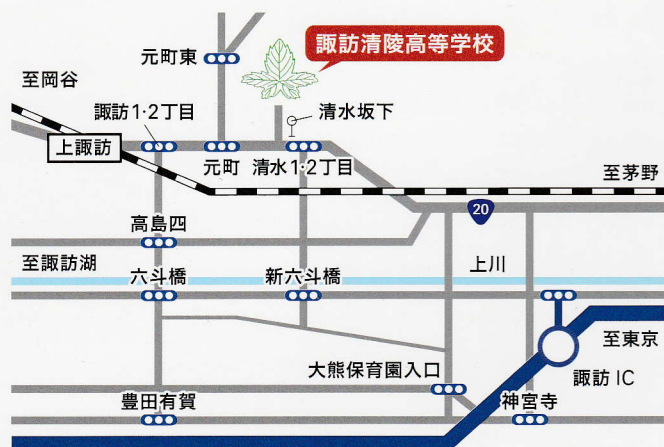 諏訪清陵高等学校
元町東
至岡谷
諏訪1·2丁目
清水坂下
上諏訪
元町
清水1·2丁目
至茅野
20
高島四
至諏訪湖
上川
六斗橋
新六斗橋
至東京
大熊保育園入口
諏訪 IC
豊田有賀
神宮寺